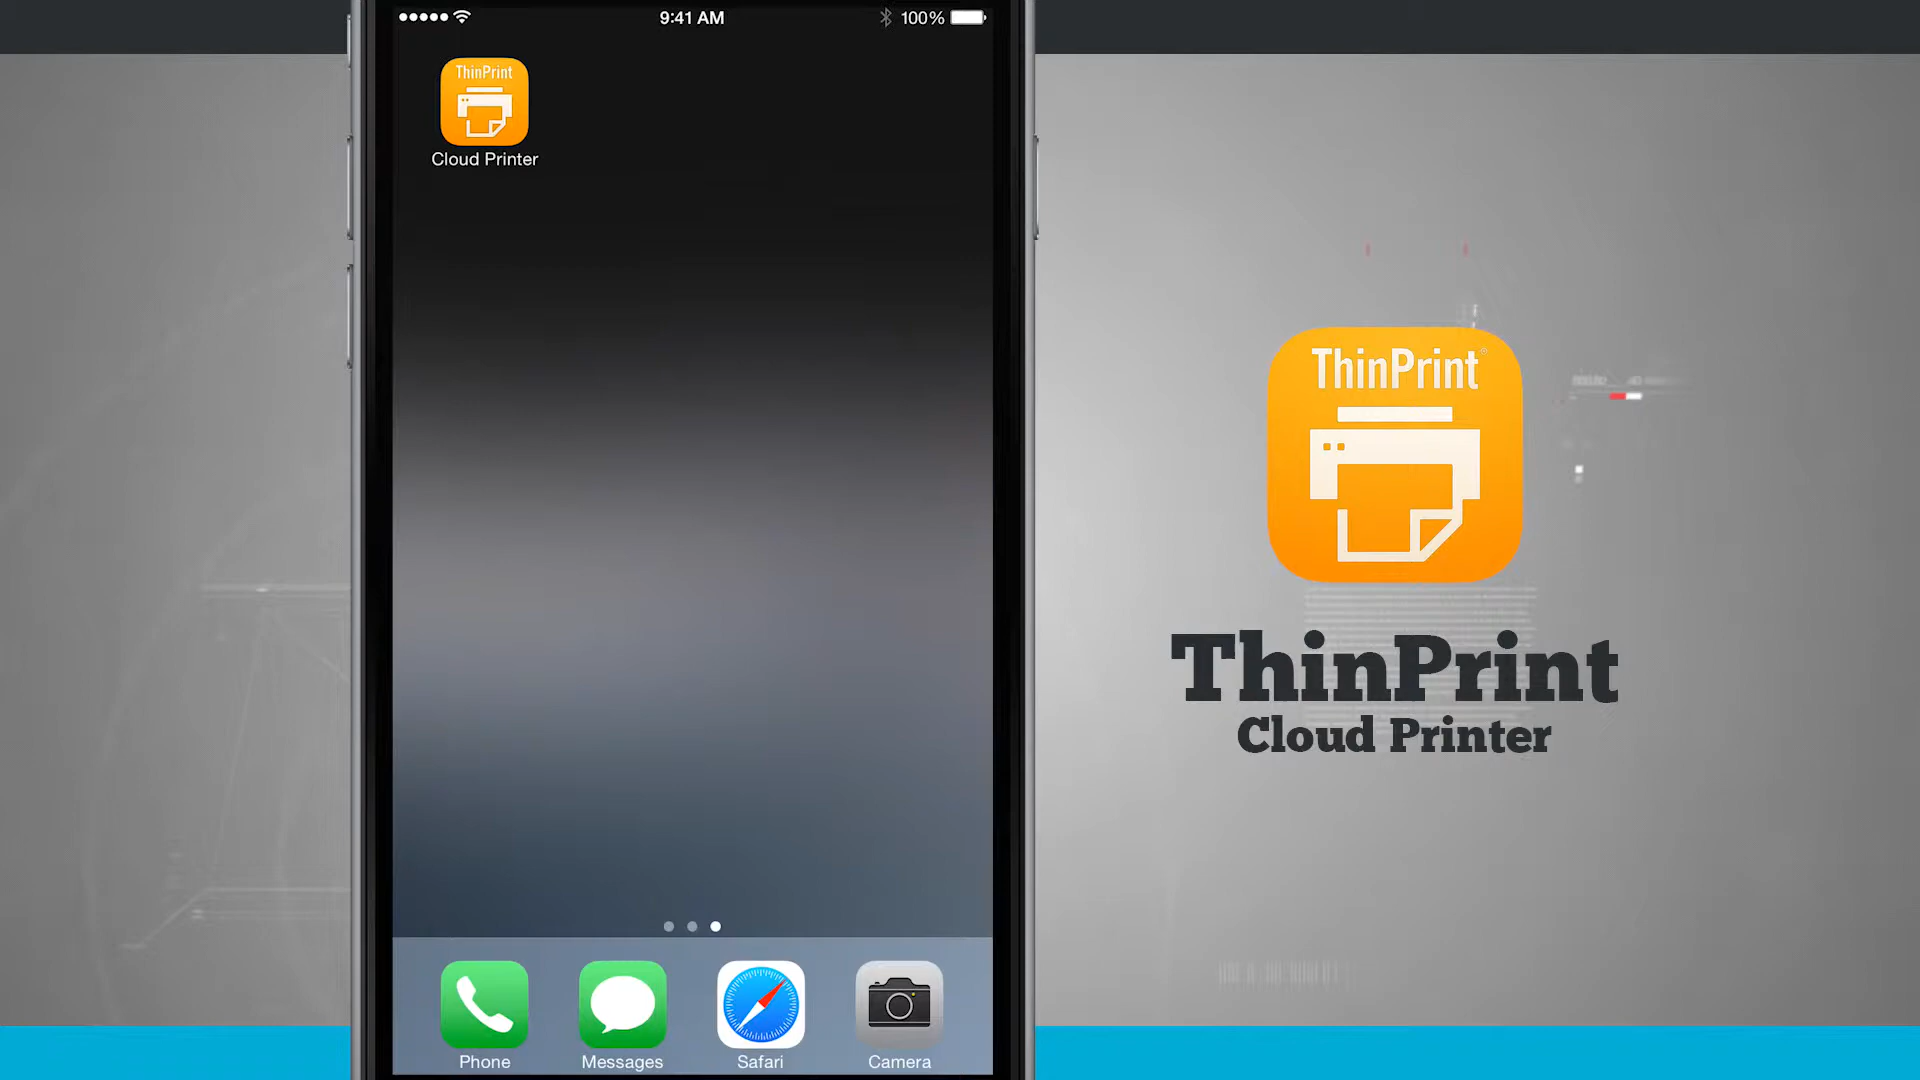 9:41 AM
100%
ThinPrint
Cloud Printer
ThinPrint
ThinPrint
Cloud Printer
Phone
Messages
Safari
Camera